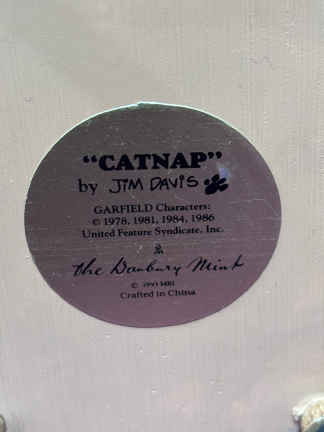 "CATNAP"
by JIM DAVIS
GARFIELD Characters:
© 1978, 1981, 1984, 1986
United Feature Syndicate, Inc.
The Danbury Mint
© MBI
Crafted in China